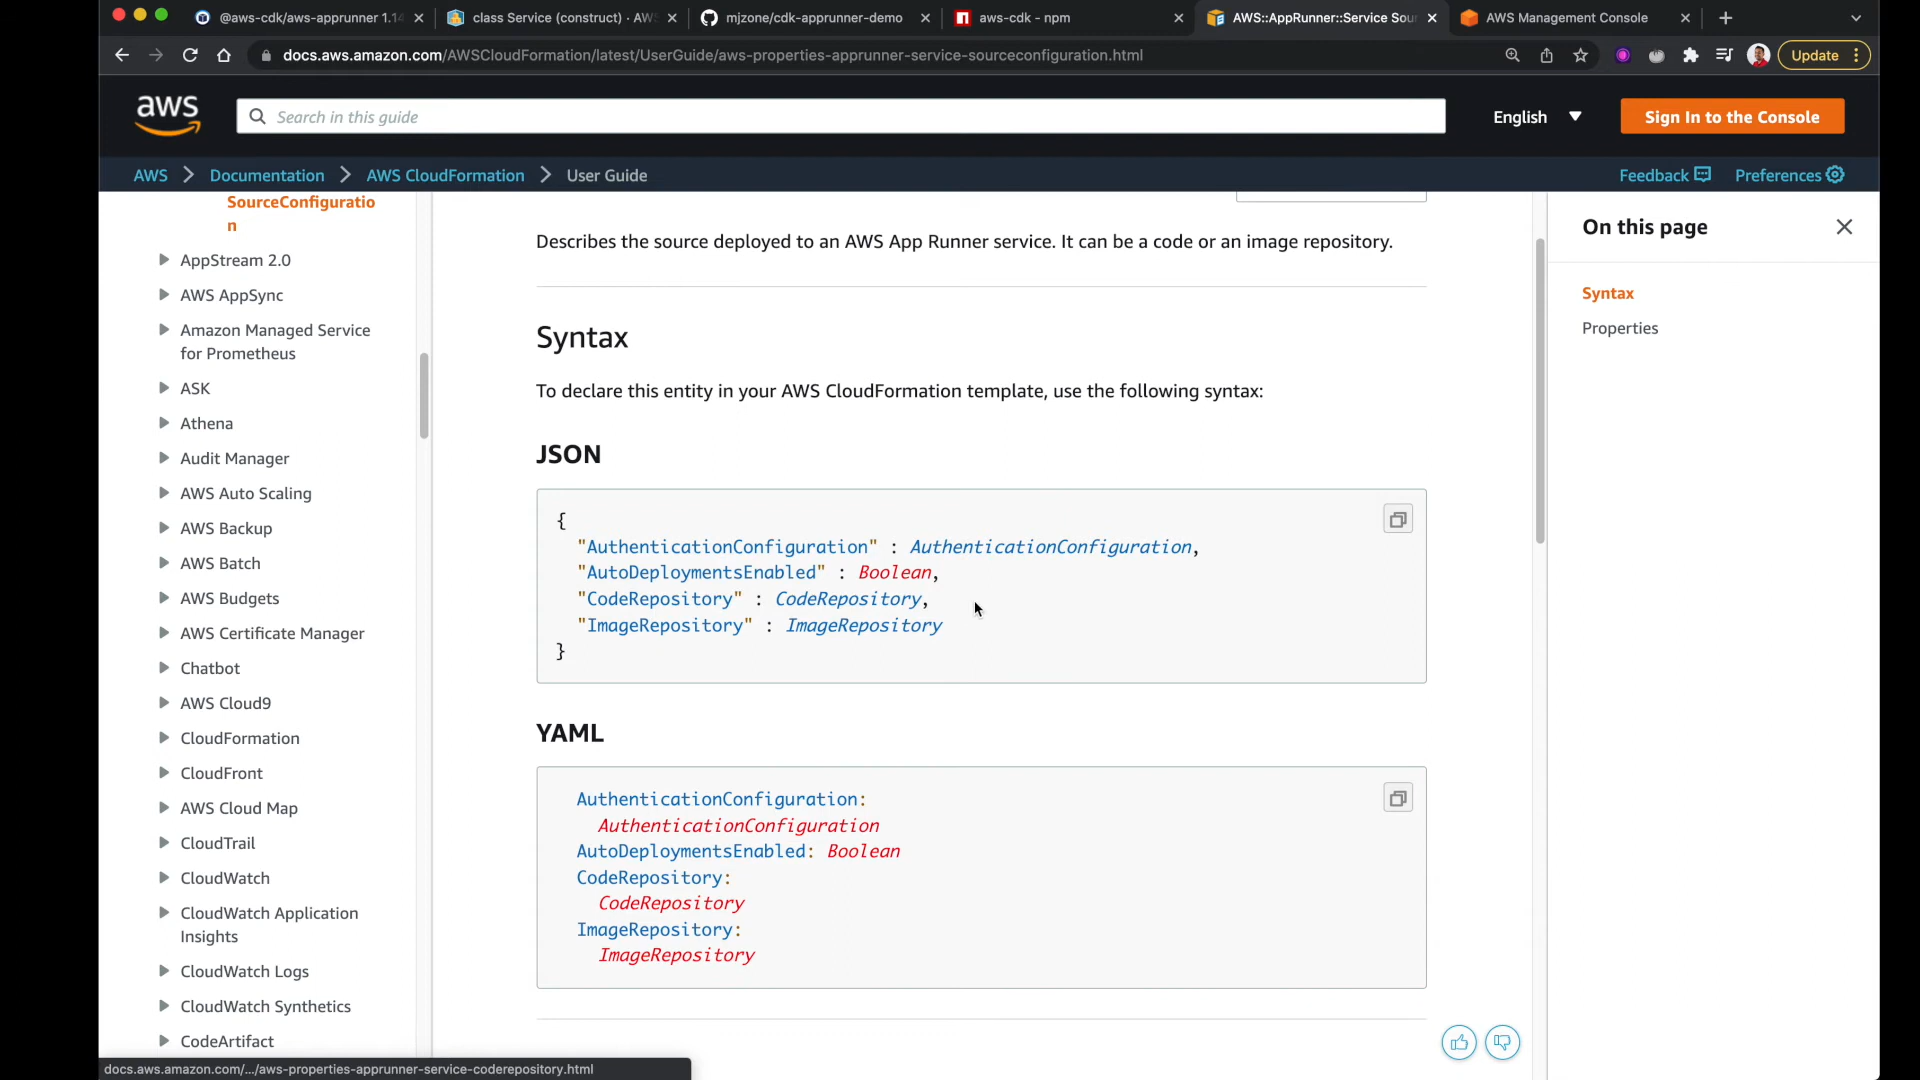 @aws-cdk/aws-apprunner 1.14
class Service (construct) · AWS
mjzone/cdk-apprunner-demo
aws-cdk - npm
AWS::AppRunner::Service Sour
AWS Management Console
docs.aws.amazon.com/AWSCloudFormation/latest/UserGuide/aws-properties-apprunner-service-sourceconfiguration.html
Update
aws
Search in this guide
English
Sign In to the Console
AWS
Documentation
AWS CloudFormation
User Guide
Feedback
Preferences
SourceConfiguratio
n
AppStream 2.0
AWS AppSync
Amazon Managed Service
for Prometheus
ASK
Athena
Audit Manager
AWS Auto Scaling
AWS Backup
AWS Batch
AWS Budgets
AWS Certificate Manager
Chatbot
AWS Cloud9
CloudFormation
CloudFront
AWS Cloud Map
CloudTrail
CloudWatch
CloudWatch Application
Insights
CloudWatch Logs
CloudWatch Synthetics
CodeArtifact
Describes the source deployed to an AWS App Runner service. It can be a code or an image repository.
Syntax
To declare this entity in your AWS CloudFormation template, use the following syntax:
JSON
{
"AuthenticationConfiguration" : AuthenticationConfiguration,
"AutoDeploymentsEnabled" : Boolean,
"CodeRepository" : CodeRepository,
"ImageRepository" : ImageRepository
}
YAML
AuthenticationConfiguration:
AuthenticationConfiguration
AutoDeploymentsEnabled: Boolean
CodeRepository:
CodeRepository
ImageRepository:
ImageRepository
On this page
Syntax
Properties
docs.aws.amazon.com/.../aws-properties-apprunner-service-coderepository.html